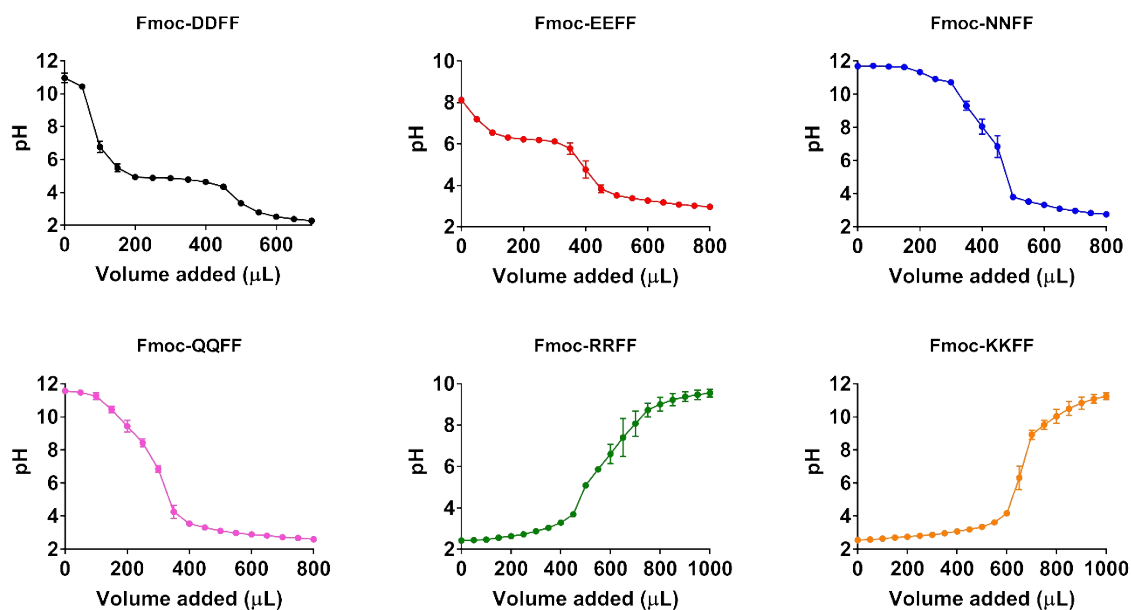 Fmoc-DDFF
pH
12
10
8
6
4
2
0 200 400 600
Volume added (μL)
Fmoc-EEFF
pH
10
8
6
4
2
0 200 400 600 800
Volume added (μL)
Fmoc-NNFF
pH
12
10
8
6
4
2
0 200 400 600 800
Volume added (μL)
Fmoc-QQFF
pH
12
10
8
6
4
2
0 200 400 600 800
Volume added (μL)
Fmoc-RRFF
pH
10
8
6
4
2
0 200 400 600 800 1000
Volume added (μL)
Fmoc-KKFF
pH
12
10
8
6
4
2
0 200 400 600 800 1000
Volume added (μL)